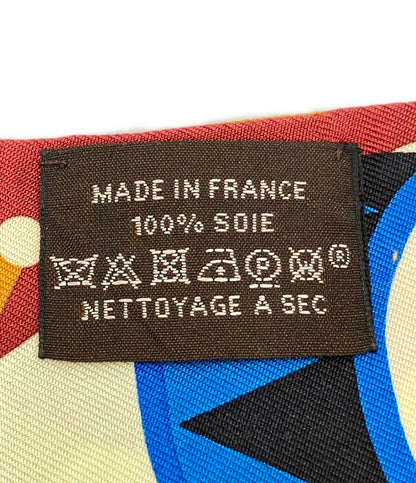 MADE IN FRANCE
100% SOIE
P W ®
NETTOYAGE A SEC